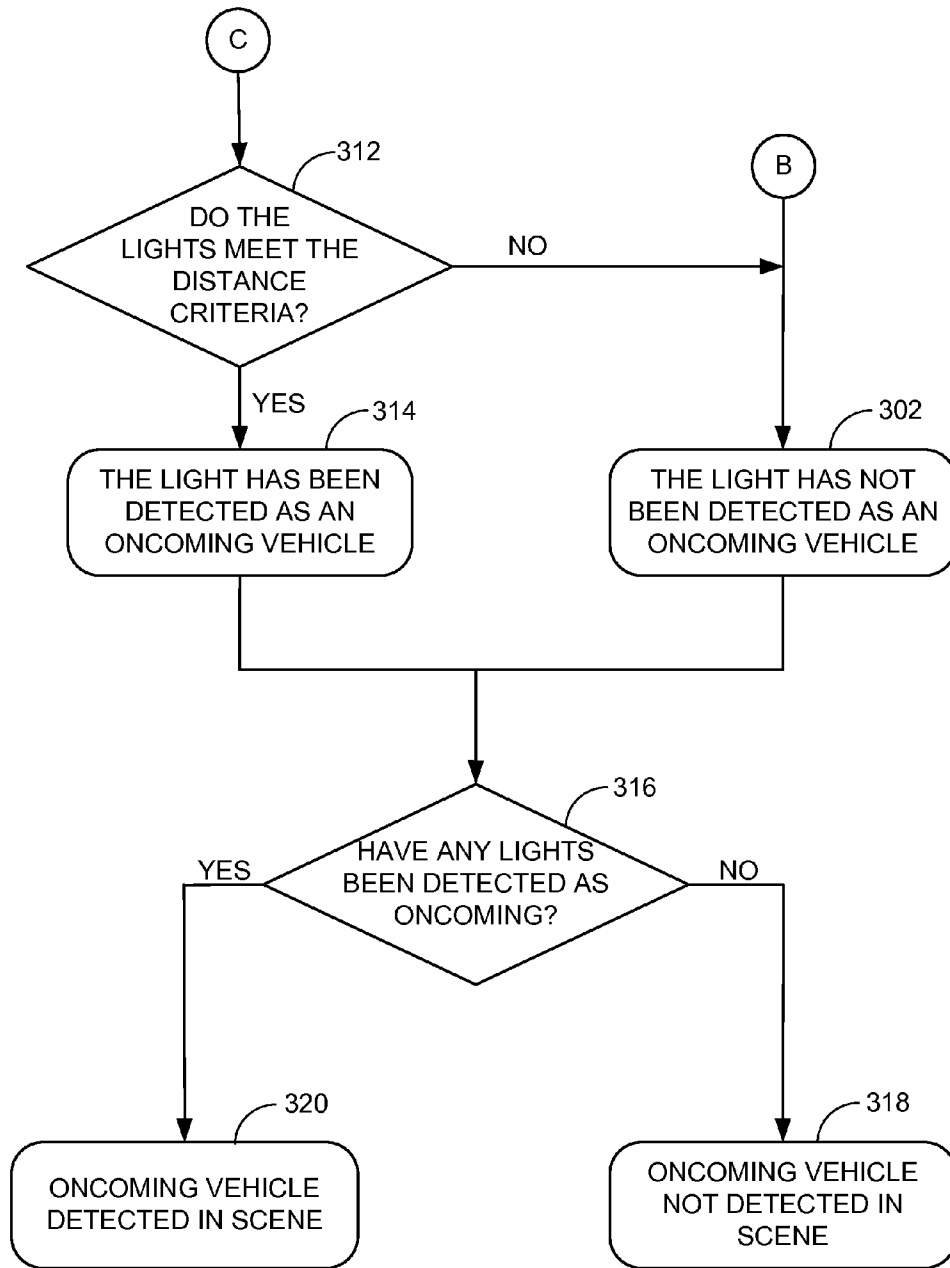 C
312
B
DO THE
LIGHTS MEET THE
DISTANCE
CRITERIA?
NO
YES
314
302
THE LIGHT HAS BEEN
DETECTED AS AN
ONCOMING VEHICLE
THE LIGHT HAS NOT
BEEN DETECTED AS AN
ONCOMING VEHICLE
316
YES
HAVE ANY LIGHTS
BEEN DETECTED AS
ONCOMING?
NO
320
318
ONCOMING VEHICLE
DETECTED IN SCENE
ONCOMING VEHICLE
NOT DETECTED IN
SCENE